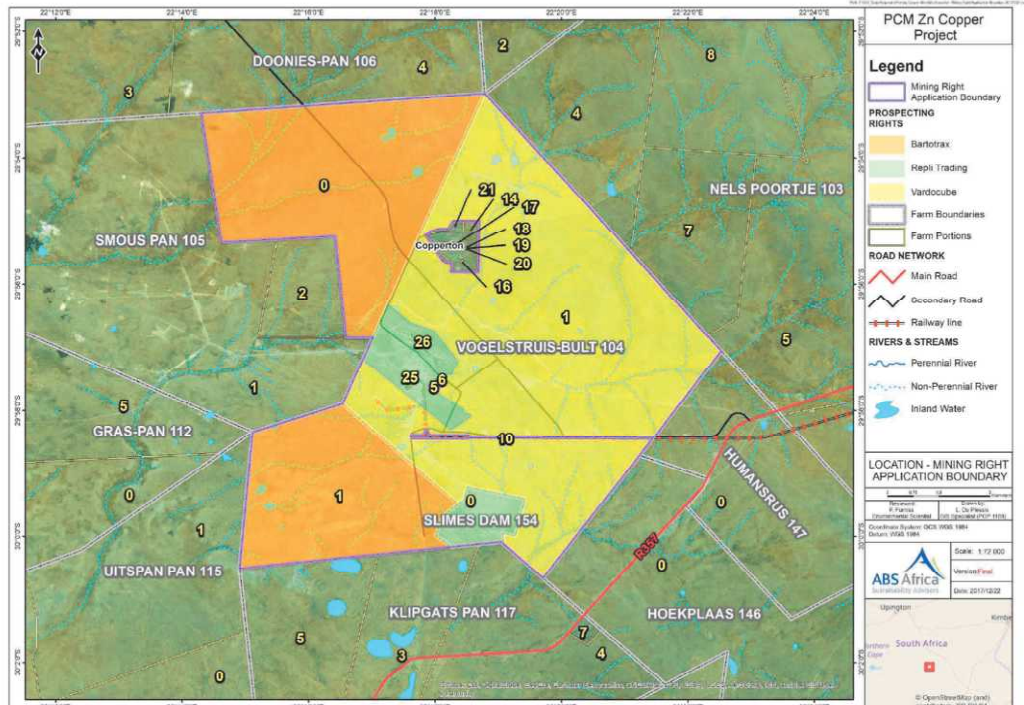 PCM Zn Copper
Project
Legend
Mining Right
Application Boundary
PROSPECTING
RIGHTS
Bartotrax
Repli Trading
Vardocube
Farm Boundaries
Farm Portions
ROAD NETWORK
Main Road
Secondary Road
Railway line
RIVERS & STREAMS
Perennial River
Non-Perennial River
Inland Water
LOCATION - MINING RIGHT
APPLICATION BOUNDARY
Coordinate System: GCS WGS 1984
Datum: WGS 1984
ABS Africa
Sustainability Advisors
Scale: 1:72 000
Version: Final
Date: 2017/12/22
Upington
South Africa
© OpenStreetMap (and)
22°12'0"E
22°14'0"E
22°16'0"E
22°18'0"E
22°20'0"E
22°22'0"E
22°24'0"E
29°52'0"S
29°54'0"S
29°56'0"S
29°58'0"S
30°0'0"S
30°2'0"S
N
2
DOONIES-PAN 106
4
8
3
4
0
21
14
17
NELS POORTJE 103
7
18
SMOUS PAN 105
Copperton
19
20
2
16
1
26
VOGELSTRUIS-BULT 104
5
25
6
5
1
5
GRAS-PAN 112
10
HUMANSRUS 147
0
1
0
0
1
SLIMES DAM 154
R357
0
UITSPAN PAN 115
KLIPGATS PAN 117
HOEKPLAAS 146
5
7
3
4
0